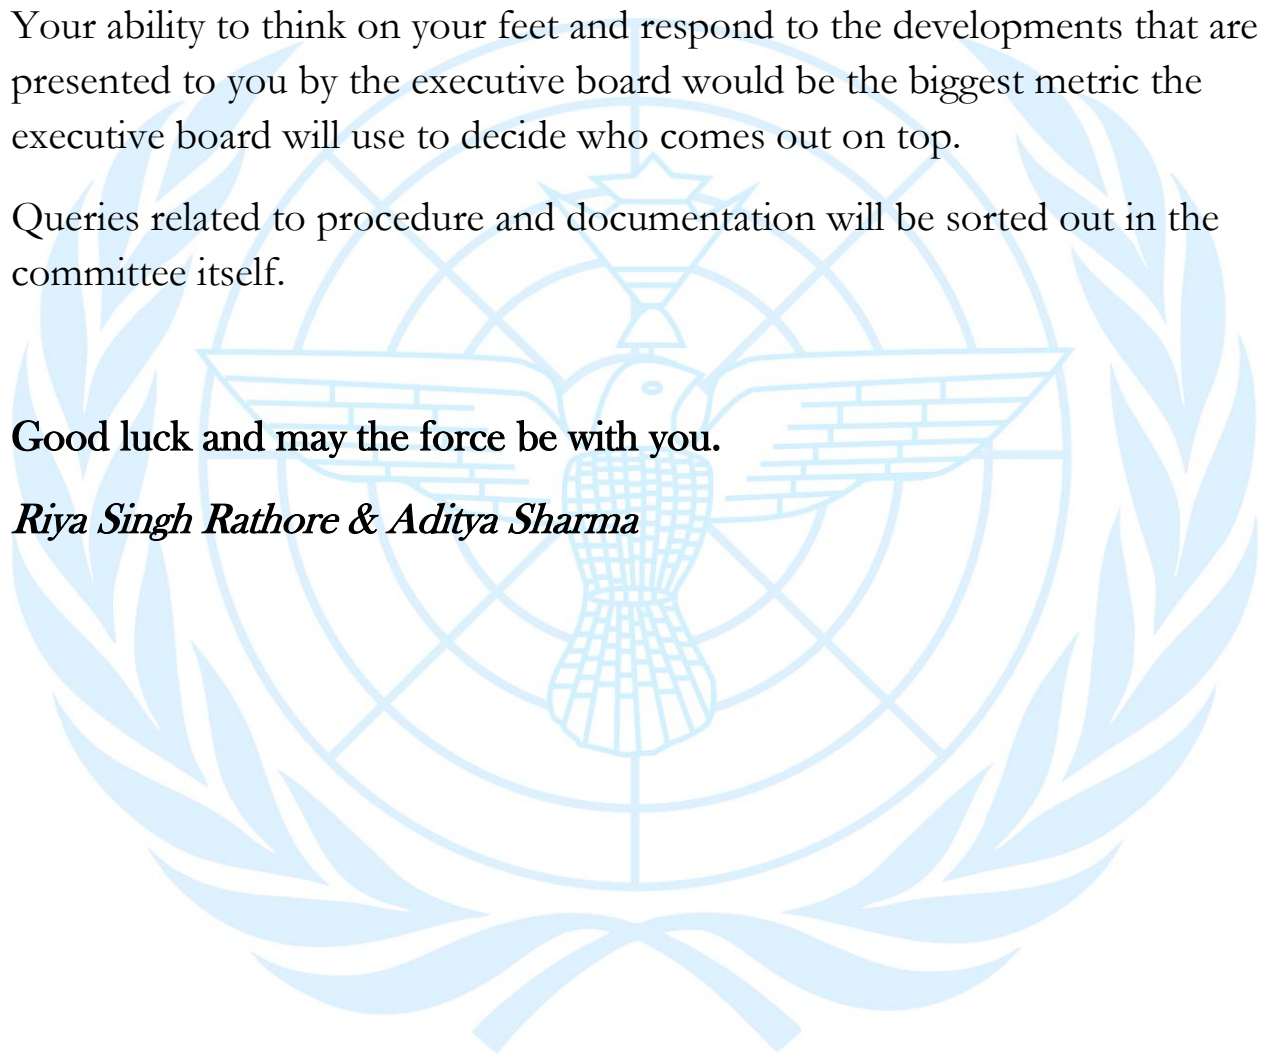 Your ability to think on your feet and respond to the developments that are
presented to you by the executive board would be the biggest metric the
executive board will use to decide who comes out on top.
Queries related to procedure and documentation will be sorted out in the
committee itself.
Good luck and may the force be with you.
Riya Singh Rathore & Aditya Sharma